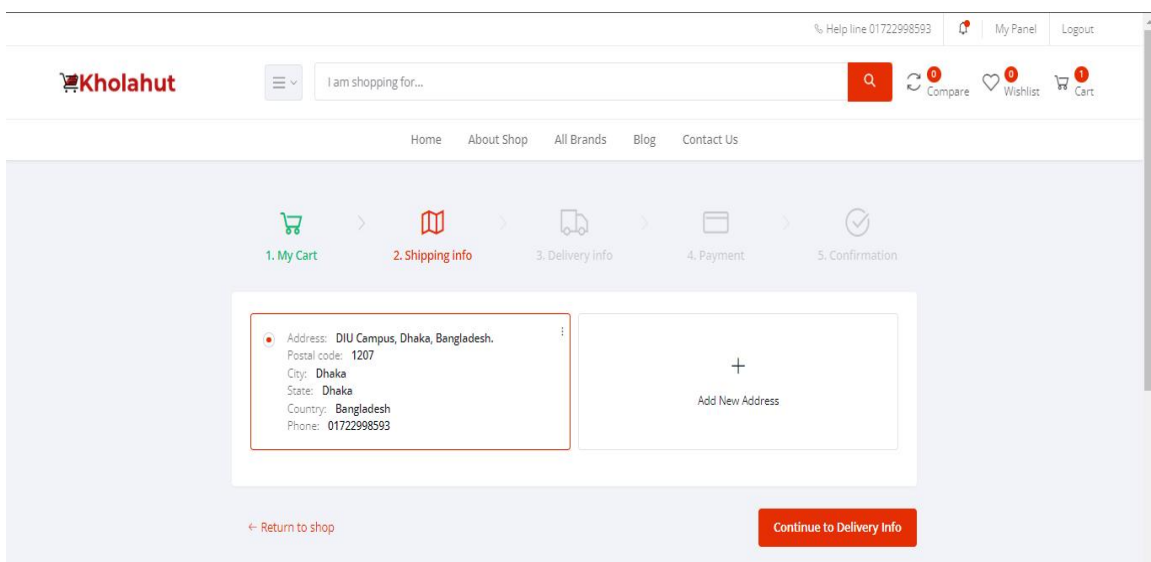 Help line 01722998593 My Panel Logout
Kholahut I am shopping for... 0 Compare 0 Wishlist 1 Cart
Home About Shop All Brands Blog Contact Us
1. My Cart 2. Shipping info 3. Delivery info 4. Payment 5. Confirmation
Address: DIU Campus, Dhaka, Bangladesh.
Postal code: 1207
City: Dhaka
State: Dhaka
Country: Bangladesh
Phone: 01722998593
+
Add New Address
← Return to shop Continue to Delivery Info